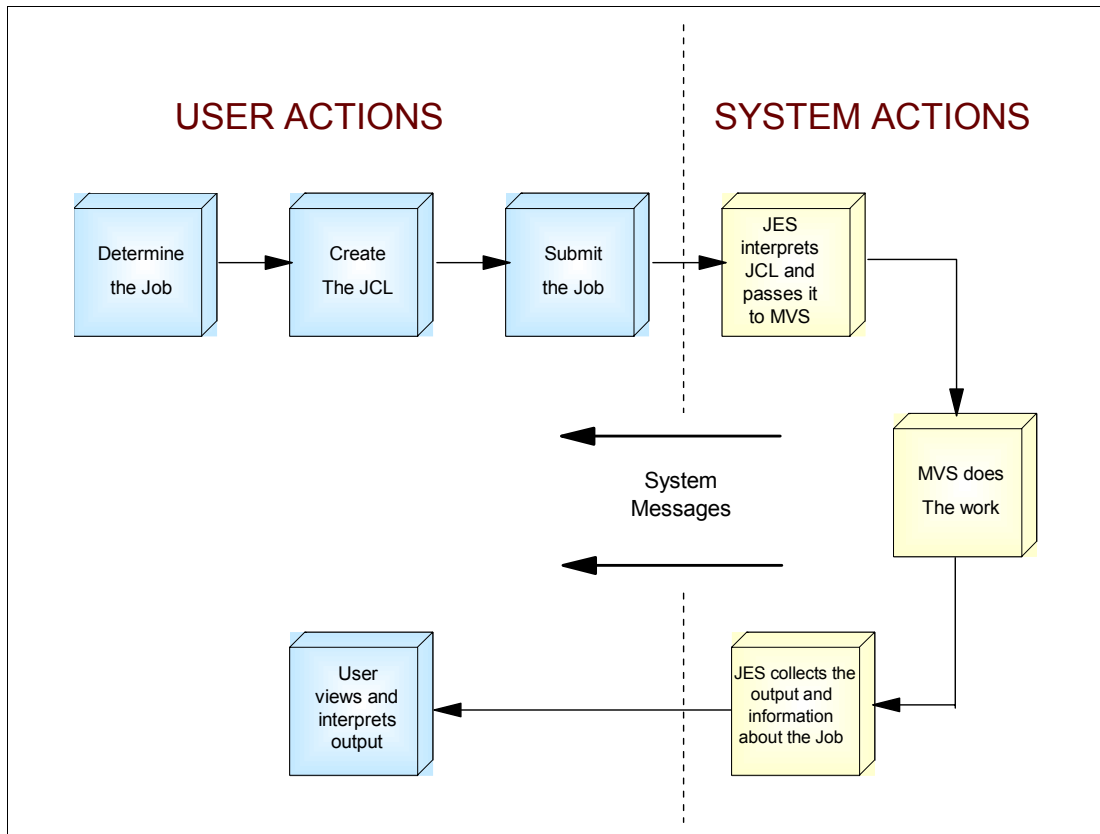 USER ACTIONS
SYSTEM ACTIONS
Determine
the Job
Create
The JCL
Submit
the Job
JES
interprets
JCL and
passes it
to MVS
System
Messages
MVS does
The work
User
views and
interprets
output
JES collects the
output and
information
about the Job